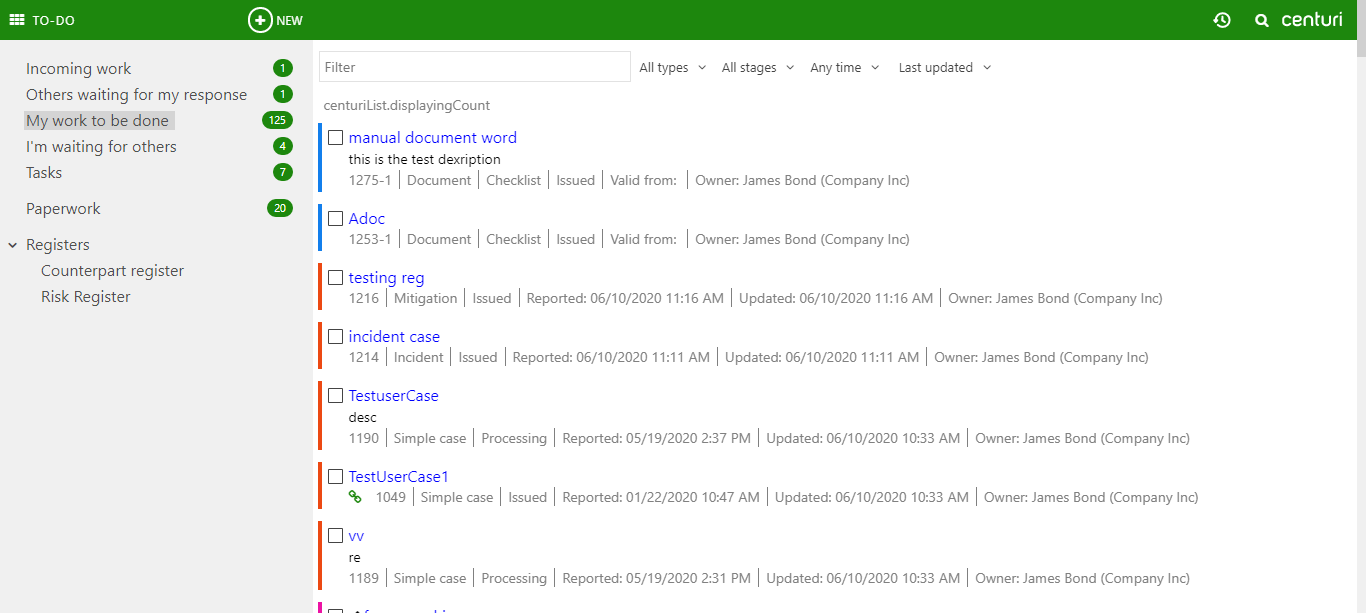 TO-DO
NEW
centuri
Incoming work 1
Others waiting for my response 1
My work to be done 125
I'm waiting for others 4
Tasks 7
Paperwork 20
Registers
Counterpart register
Risk Register
Filter All types All stages Any time Last updated
centuriList.displayingCount
manual document word
this is the test dexription
1275-1 Document Checklist Issued Valid from: Owner: James Bond (Company Inc)
Adoc
1253-1 Document Checklist Issued Valid from: Owner: James Bond (Company Inc)
testing reg
1216 Mitigation Issued Reported: 06/10/2020 11:16 AM Updated: 06/10/2020 11:16 AM Owner: James Bond (Company Inc)
incident case
1214 Incident Issued Reported: 06/10/2020 11:11 AM Updated: 06/10/2020 11:11 AM Owner: James Bond (Company Inc)
TestuserCase
desc
1190 Simple case Processing Reported: 05/19/2020 2:37 PM Updated: 06/10/2020 10:33 AM Owner: James Bond (Company Inc)
TestUserCase1
1049 Simple case Issued Reported: 01/22/2020 10:47 AM Updated: 06/10/2020 10:33 AM Owner: James Bond (Company Inc)
vv
re
1189 Simple case Processing Reported: 05/19/2020 2:31 PM Updated: 06/10/2020 10:33 AM Owner: James Bond (Company Inc)